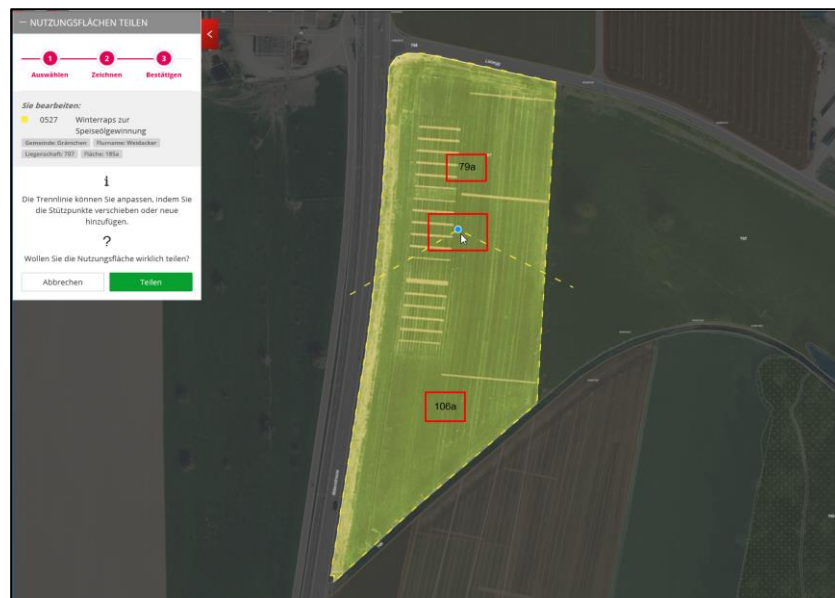 — NUTZUNGSFLÄCHEN TEILEN
1
2
3
Auswählen
Zeichnen
Bestätigen
Sie bearbeiten:
0527 Winterraps zur
Speiseölgewinnung
Gemeinde: Gränichen Flurname: Weidacker
Liegenschaft: 707 Fläche: 185a
i
Die Trennlinie können Sie anpassen, indem Sie
die Stützpunkte verschieben oder neue
hinzufügen.
?
Wollen Sie die Nutzungsfläche wirklich teilen?
Abbrechen
Teilen
79a
106a